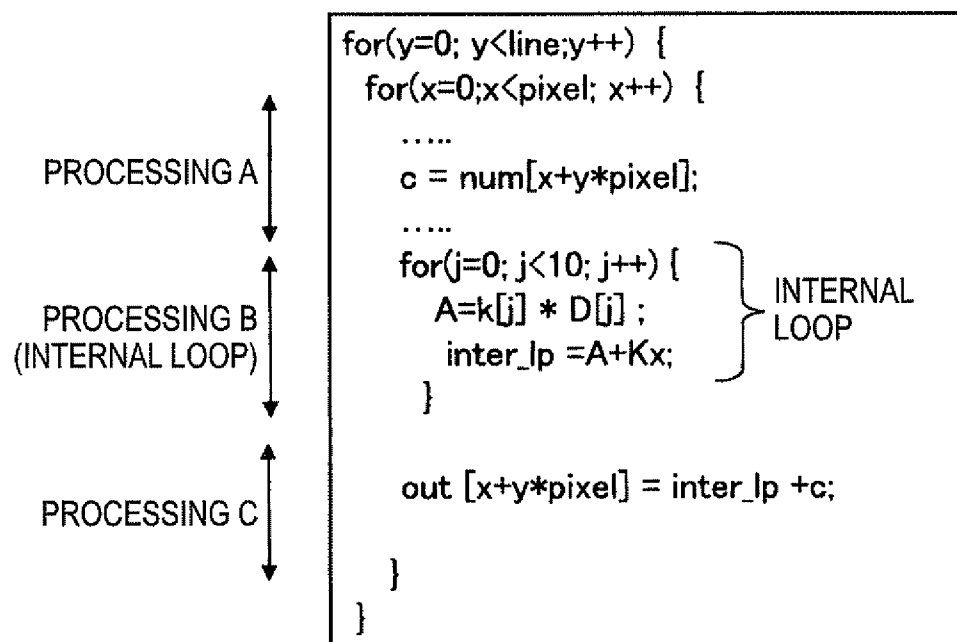 for(y=0; y<line;y++) {
for(x=0;x<pixel; x++) {
.....
PROCESSING A
c = num[x+y*pixel];
.....
for(j=0; j<10; j++) {
A=k[j] * D[j] ;
inter_lp =A+Kx;
}
INTERNAL
LOOP
PROCESSING B
(INTERNAL LOOP)
out [x+y*pixel] = inter_lp +c;
PROCESSING C
}
}